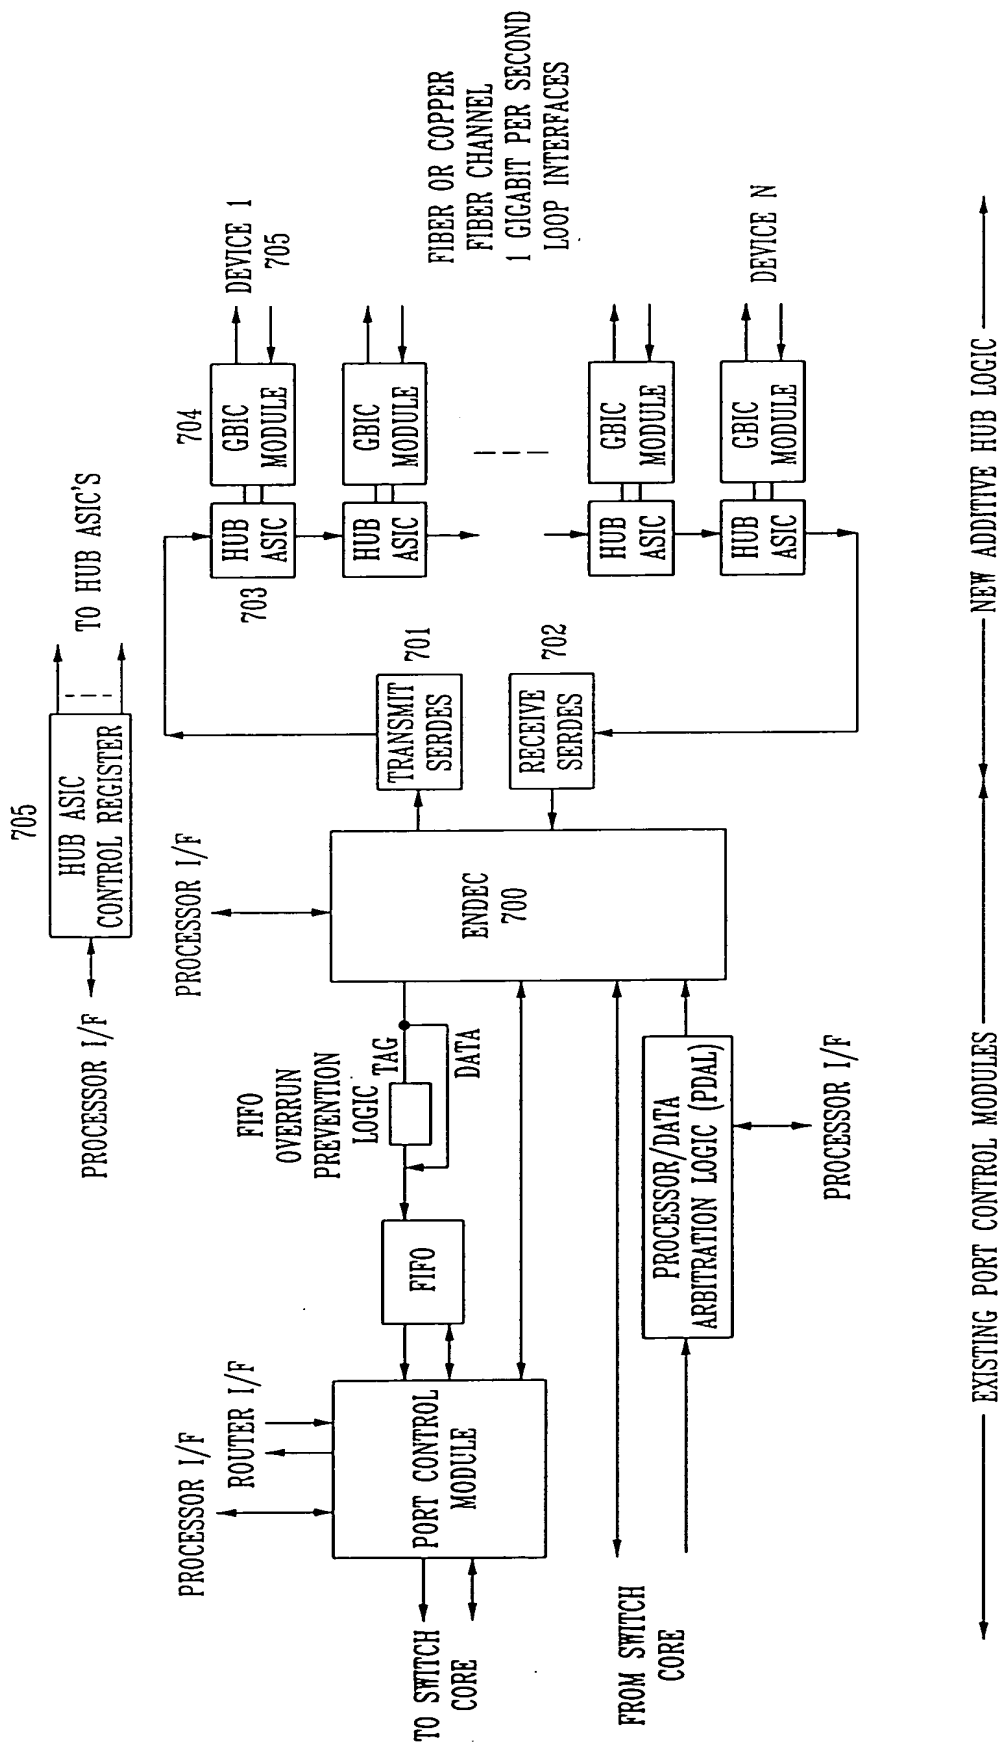 705
HUB ASIC
CONTROL REGISTER
PROCESSOR I/F
TO HUB ASIC'S
PROCESSOR I/F
ROUTER I/F
PORT CONTROL
MODULE
TO SWITCH
CORE
FIFO
FIFO
OVERRUN
PREVENTION
LOGIC
TAG
DATA
PROCESSOR I/F
ENDEC
700
TRANSMIT
SERDES
701
RECEIVE
SERDES
702
703
HUB
ASIC
704
GBIC
MODULE
DEVICE 1
705
HUB
ASIC
GBIC
MODULE
HUB
ASIC
GBIC
MODULE
HUB
ASIC
GBIC
MODULE
DEVICE N
FIBER OR COPPER
FIBER CHANNEL
1 GIGABIT PER SECOND
LOOP INTERFACES
FROM SWITCH
CORE
PROCESSOR/DATA
ARBITRATION LOGIC (PDAL)
PROCESSOR I/F
EXISTING PORT CONTROL MODULES
NEW ADDITIVE HUB LOGIC